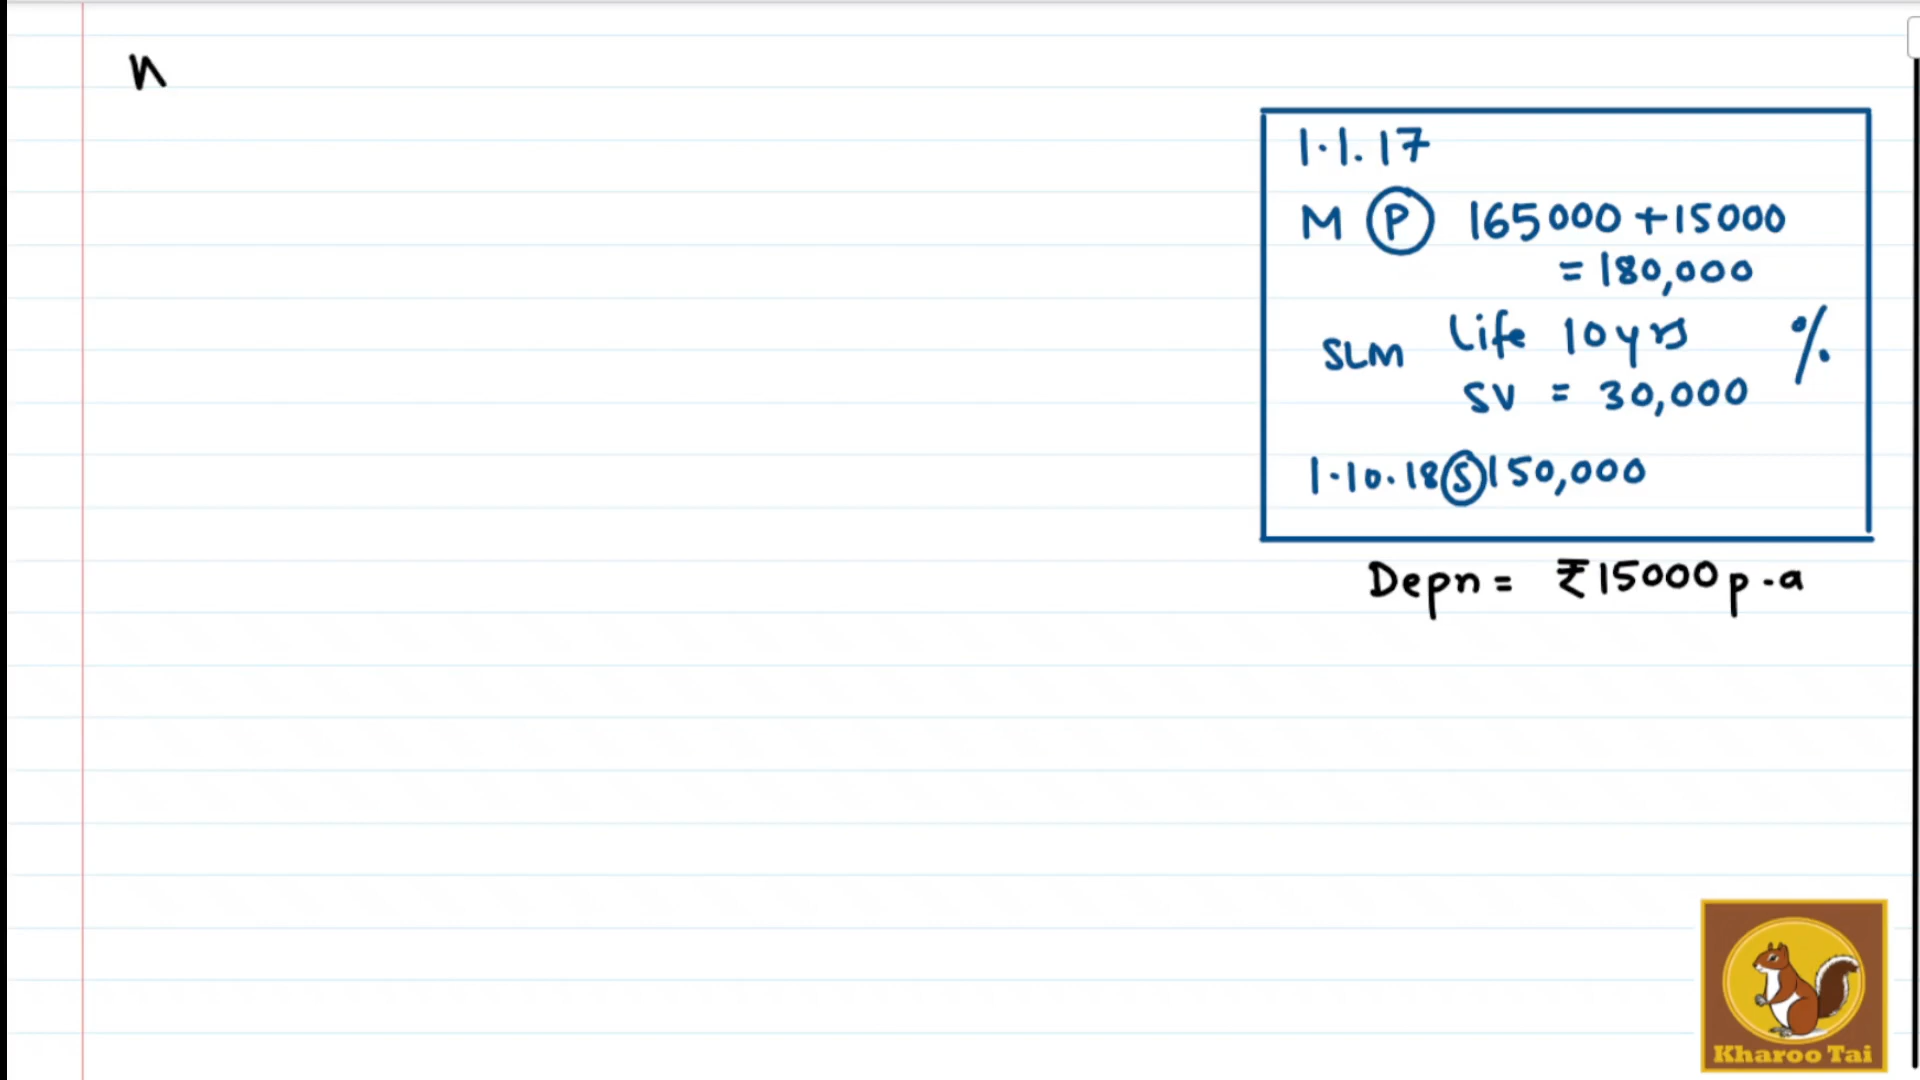 n
1.1.17
M P 165000 + 15000
= 180,000
SLM Life 10 yrs %
SV = 30,000
1.10.18 S 150,000
Depn = ₹15000 p.a
Kharoo Tai